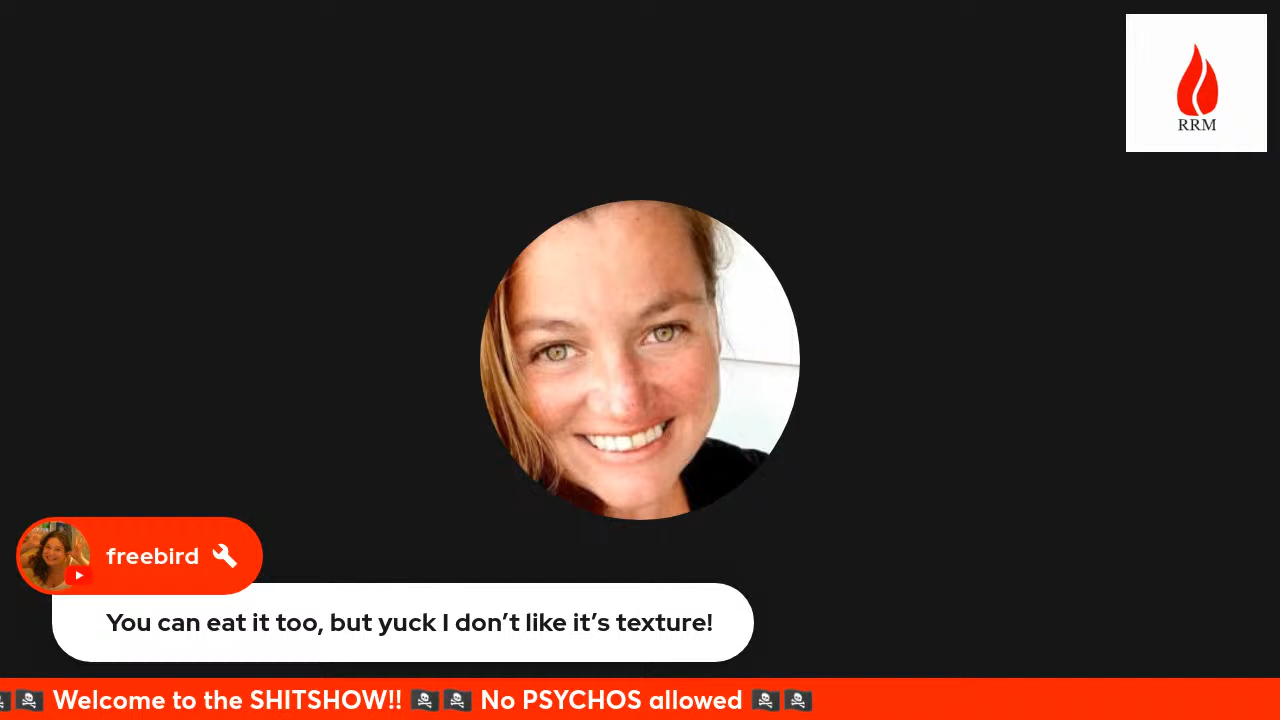 RRM
freebird
You can eat it too, but yuck I don’t like it’s texture!
🏴‍☠️🏴‍☠️ Welcome to the SHITSHOW!! 🏴‍☠️🏴‍☠️ No PSYCHOS allowed 🏴‍☠️🏴‍☠️